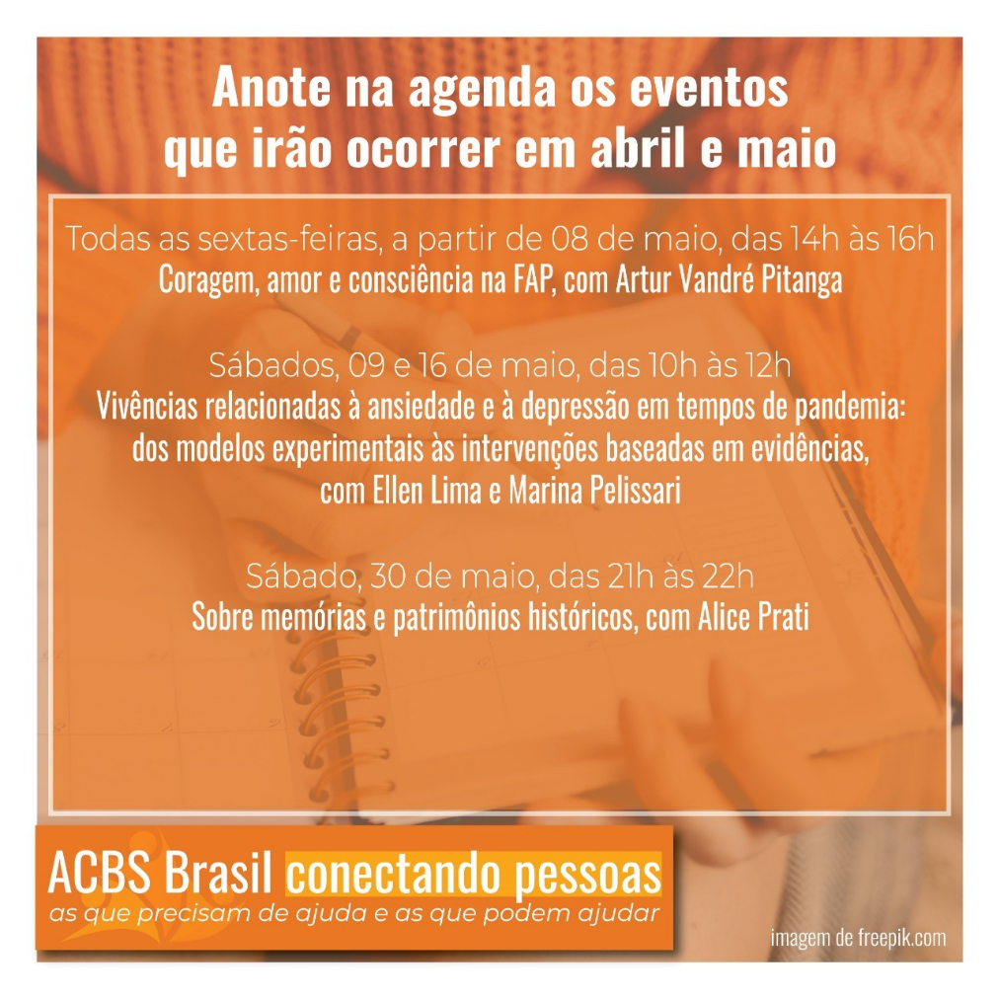 Anote na agenda os eventos
que irão ocorrer em abril e maio
Todas as sextas-feiras, a partir de 08 de maio, das 14h às 16h
Coragem, amor e consciência na FAP, com Artur Vandré Pitanga
Sábados, 09 e 16 de maio, das 10h às 12h
Vivências relacionadas à ansiedade e à depressão em tempos de pandemia:
dos modelos experimentais às intervenções baseadas em evidências,
com Ellen Lima e Marina Pelissari
Sábado, 30 de maio, das 21h às 22h
Sobre memórias e patrimônios históricos, com Alice Prati
ACBS Brasil conectando pessoas
as que precisam de ajuda e as que podem ajudar
imagem de freepik.com